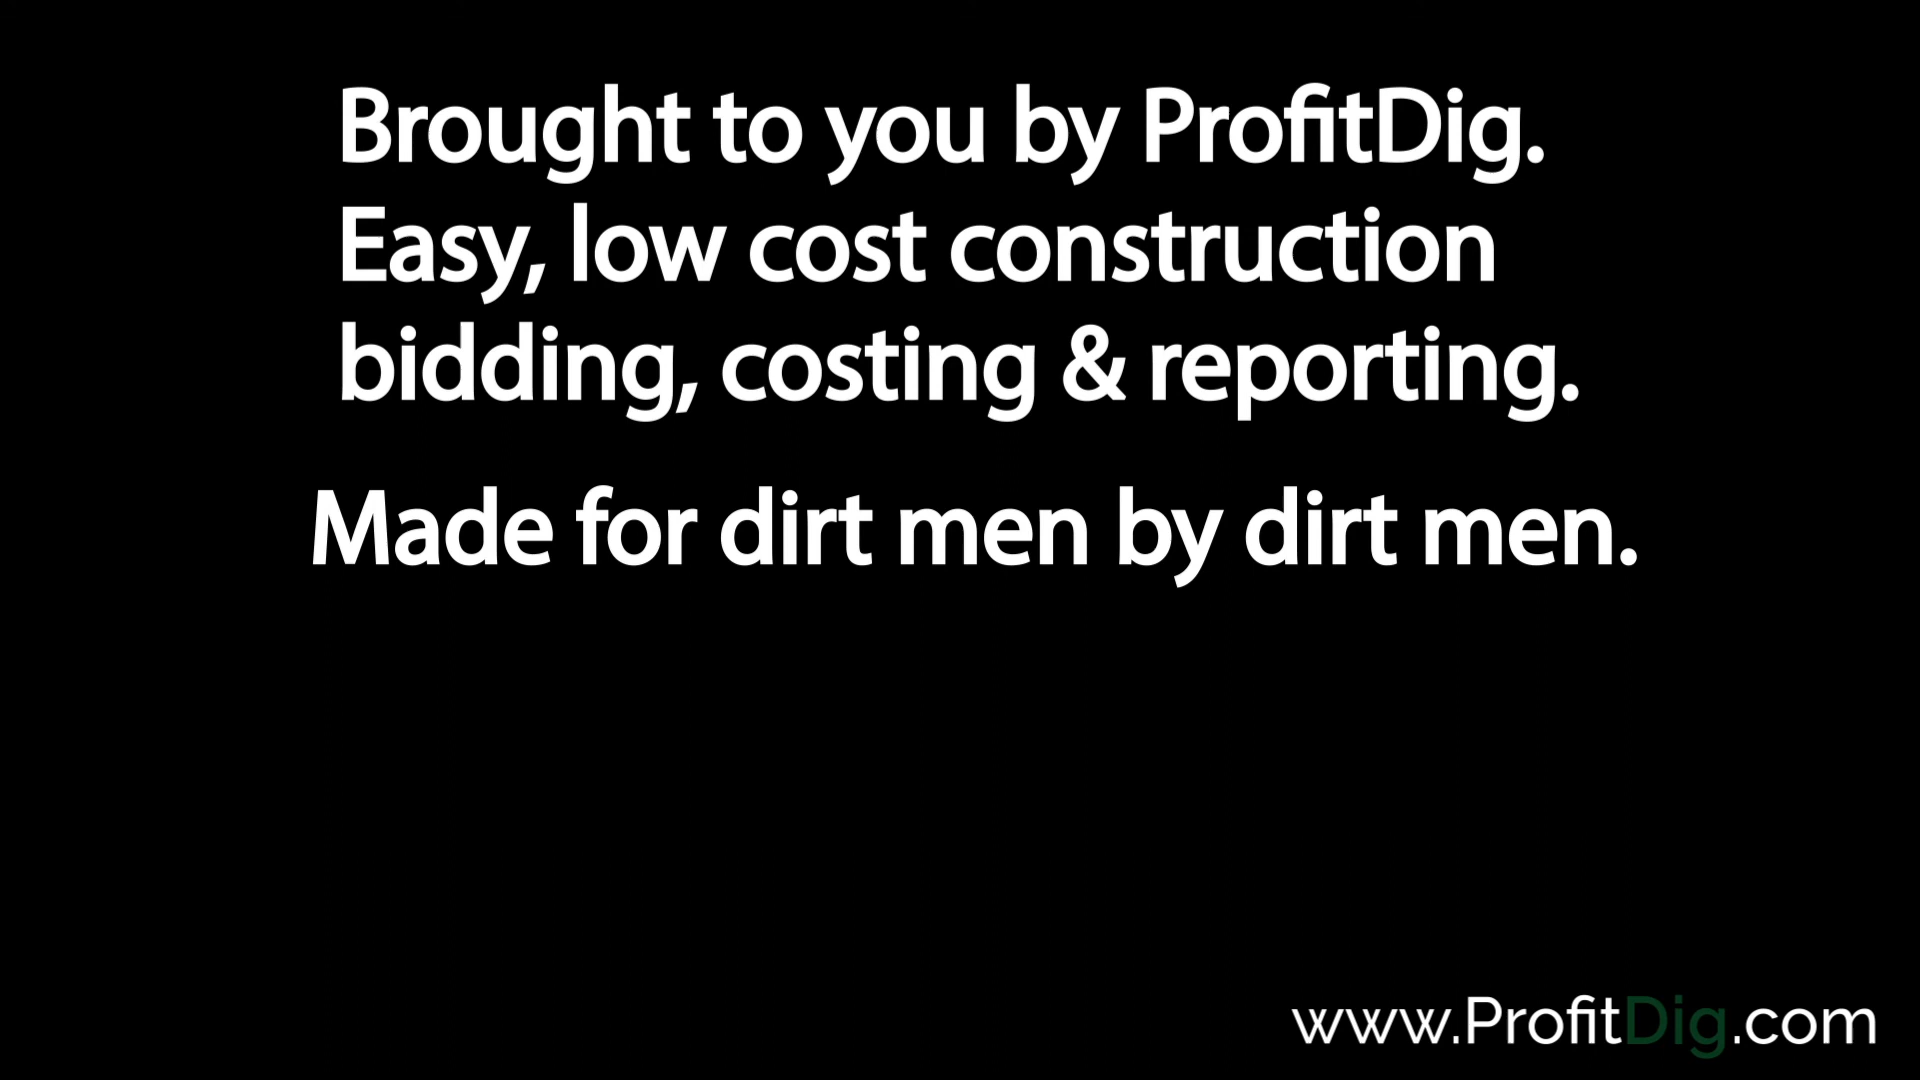 Brought to you by ProfitDig.
Easy, low cost construction
bidding, costing & reporting.
Made for dirt men by dirt men.
www.ProfitDig.com